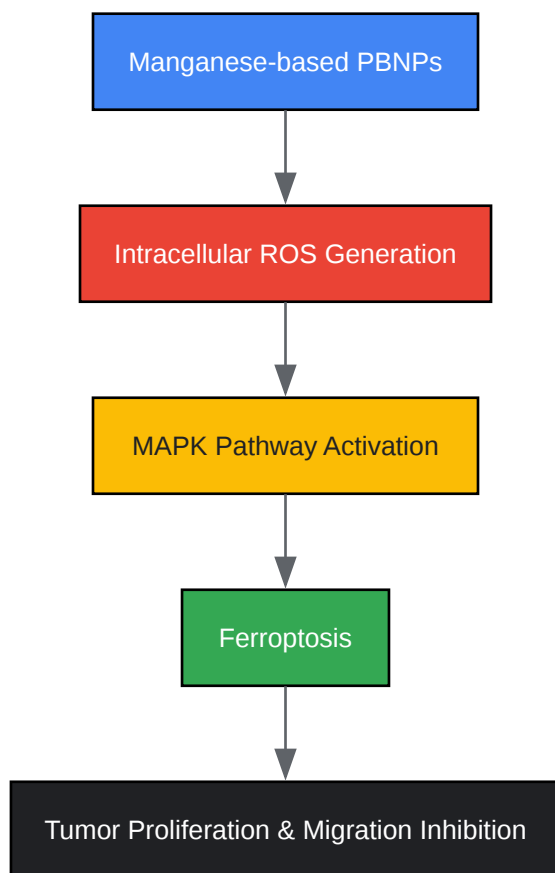 Manganese-based PBNPs
Intracellular ROS Generation
MAPK Pathway Activation
Ferroptosis
Tumor Proliferation & Migration Inhibition